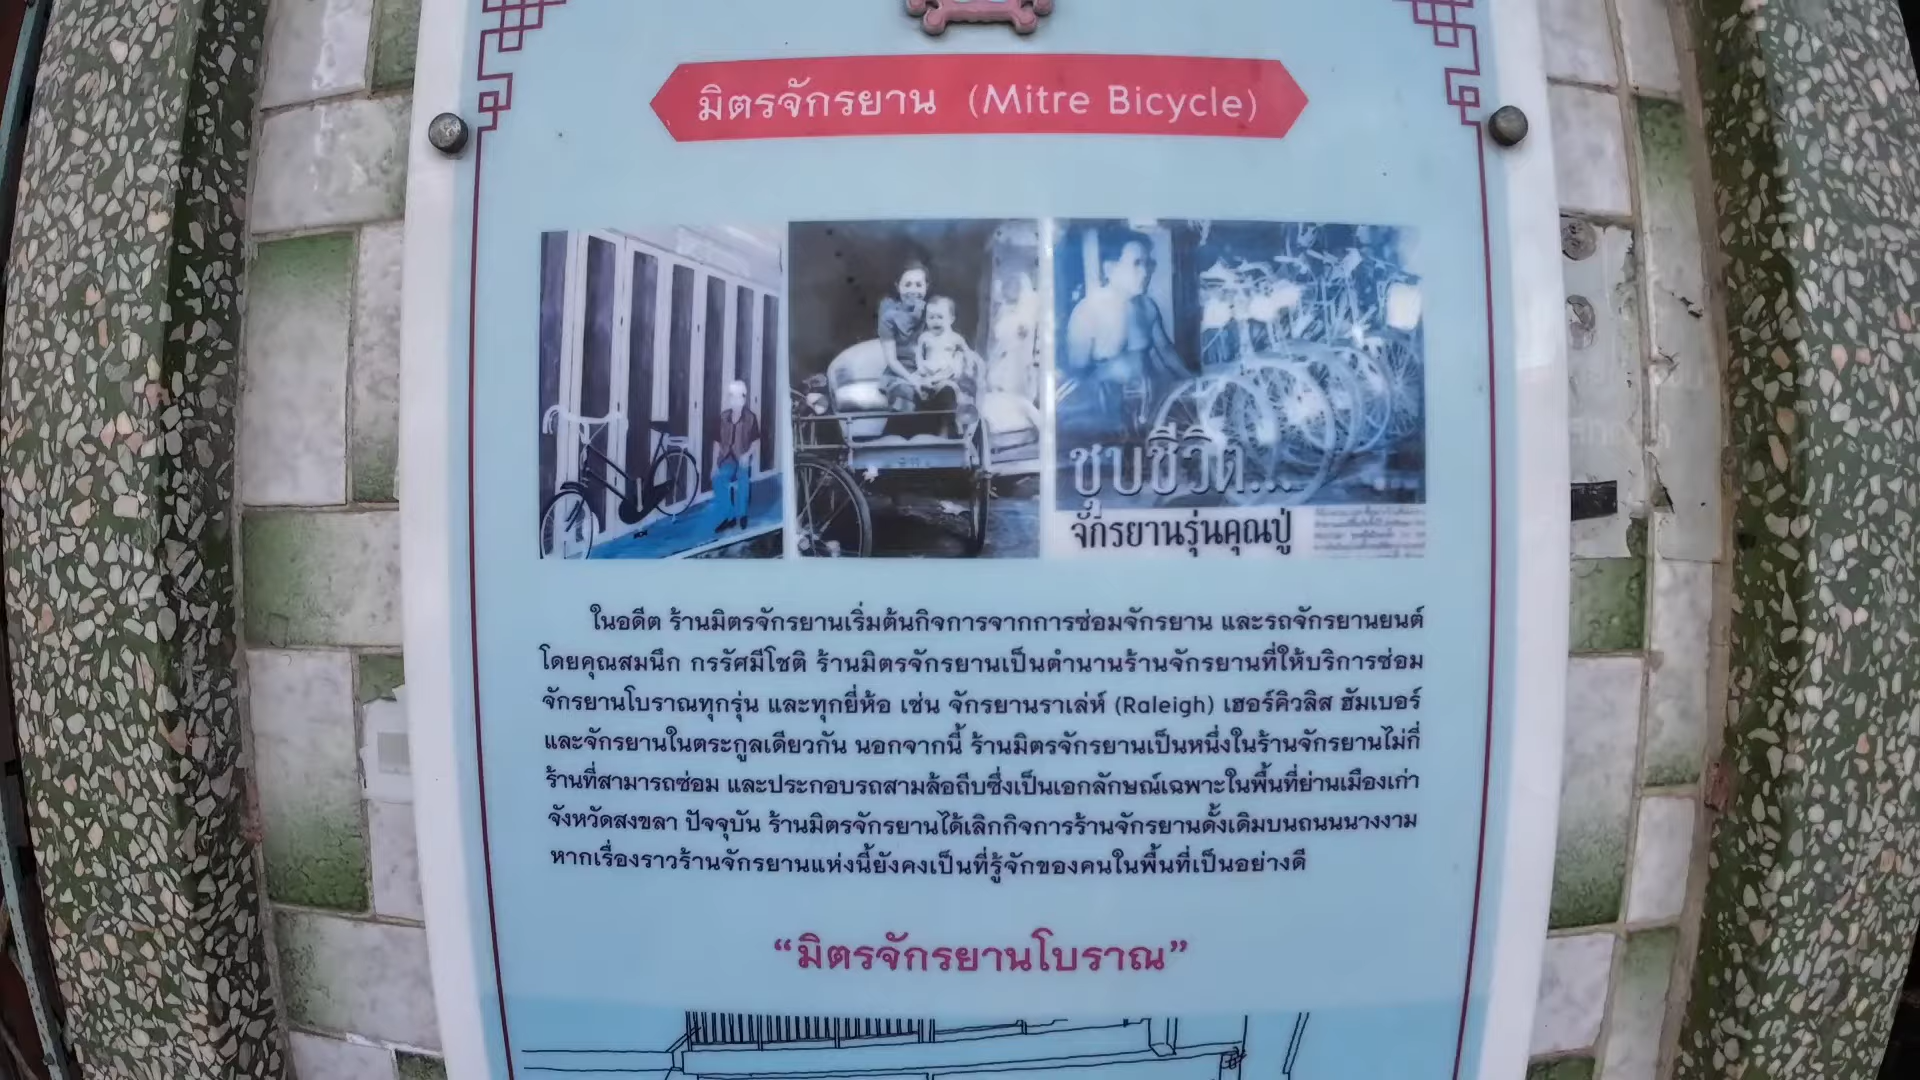 มิตรจักรยาน (Mitre Bicycle)
ชุบชีวิต...
จักรยานรุ่นคุณปู่
ในอดีต ร้านมิตรจักรยานเริ่มต้นกิจการจากการซ่อมจักรยาน และรถจักรยานยนต์
โดยคุณสมนึก กรรัศมีโชติ ร้านมิตรจักรยานเป็นตำนานร้านจักรยานที่ให้บริการซ่อม
จักรยานโบราณทุกรุ่น และทุกยี่ห้อ เช่น จักรยานราเล่ห์ (Raleigh) เฮอร์คิวลิส ฮัมเบอร์
และจักรยานในตระกูลเดียวกัน นอกจากนี้ ร้านมิตรจักรยานเป็นหนึ่งในร้านจักรยานไม่กี่
ร้านที่สามารถซ่อม และประกอบรถสามล้อถีบซึ่งเป็นเอกลักษณ์เฉพาะในพื้นที่ย่านเมืองเก่า
จังหวัดสงขลา ปัจจุบัน ร้านมิตรจักรยานได้เลิกกิจการร้านจักรยานดั้งเดิมบนถนนนางงาม
หากเรื่องราวร้านจักรยานแห่งนี้ยังคงเป็นที่รู้จักของคนในพื้นที่เป็นอย่างดี
“มิตรจักรยานโบราณ”